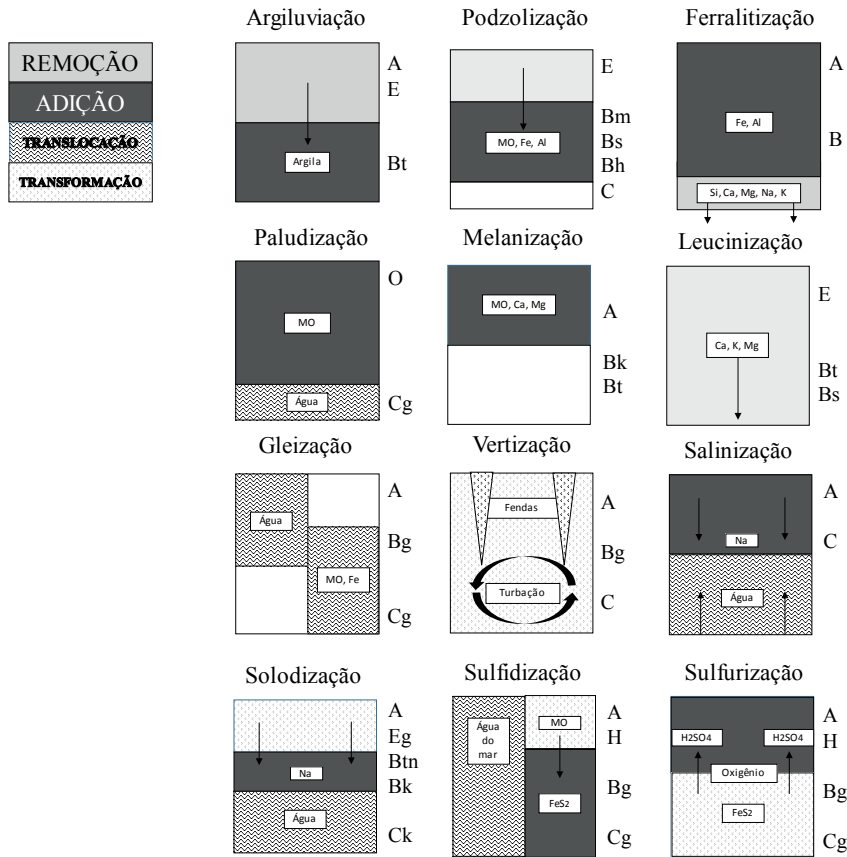 Argiluviação
Podzolização
Ferralitização
REMOÇÃO
ADIÇÃO
TRANSLOCAÇÃO
TRANSFORMAÇÃO
Argila
A
E
Bt
MO, Fe, Al
E
Bm
Bs
Bh
C
Fe, Al
Si, Ca, Mg, Na, K
A
B
Paludização
Melanização
Leucinização
MO
Água
O
Cg
MO, Ca, Mg
A
Bk
Bt
Ca, K, Mg
E
Bt
Bs
Gleização
Vertização
Salinização
Água
MO, Fe
A
Bg
Cg
Fendas
Turbação
A
Bg
C
Na
Água
A
C
Solodização
Sulfidização
Sulfurização
Na
Água
A
Eg
Btn
Bk
Ck
Água
do
mar
MO
FeS2
A
H
Bg
Cg
H2SO4
H2SO4
Oxigênio
FeS2
A
H
Bg
Cg